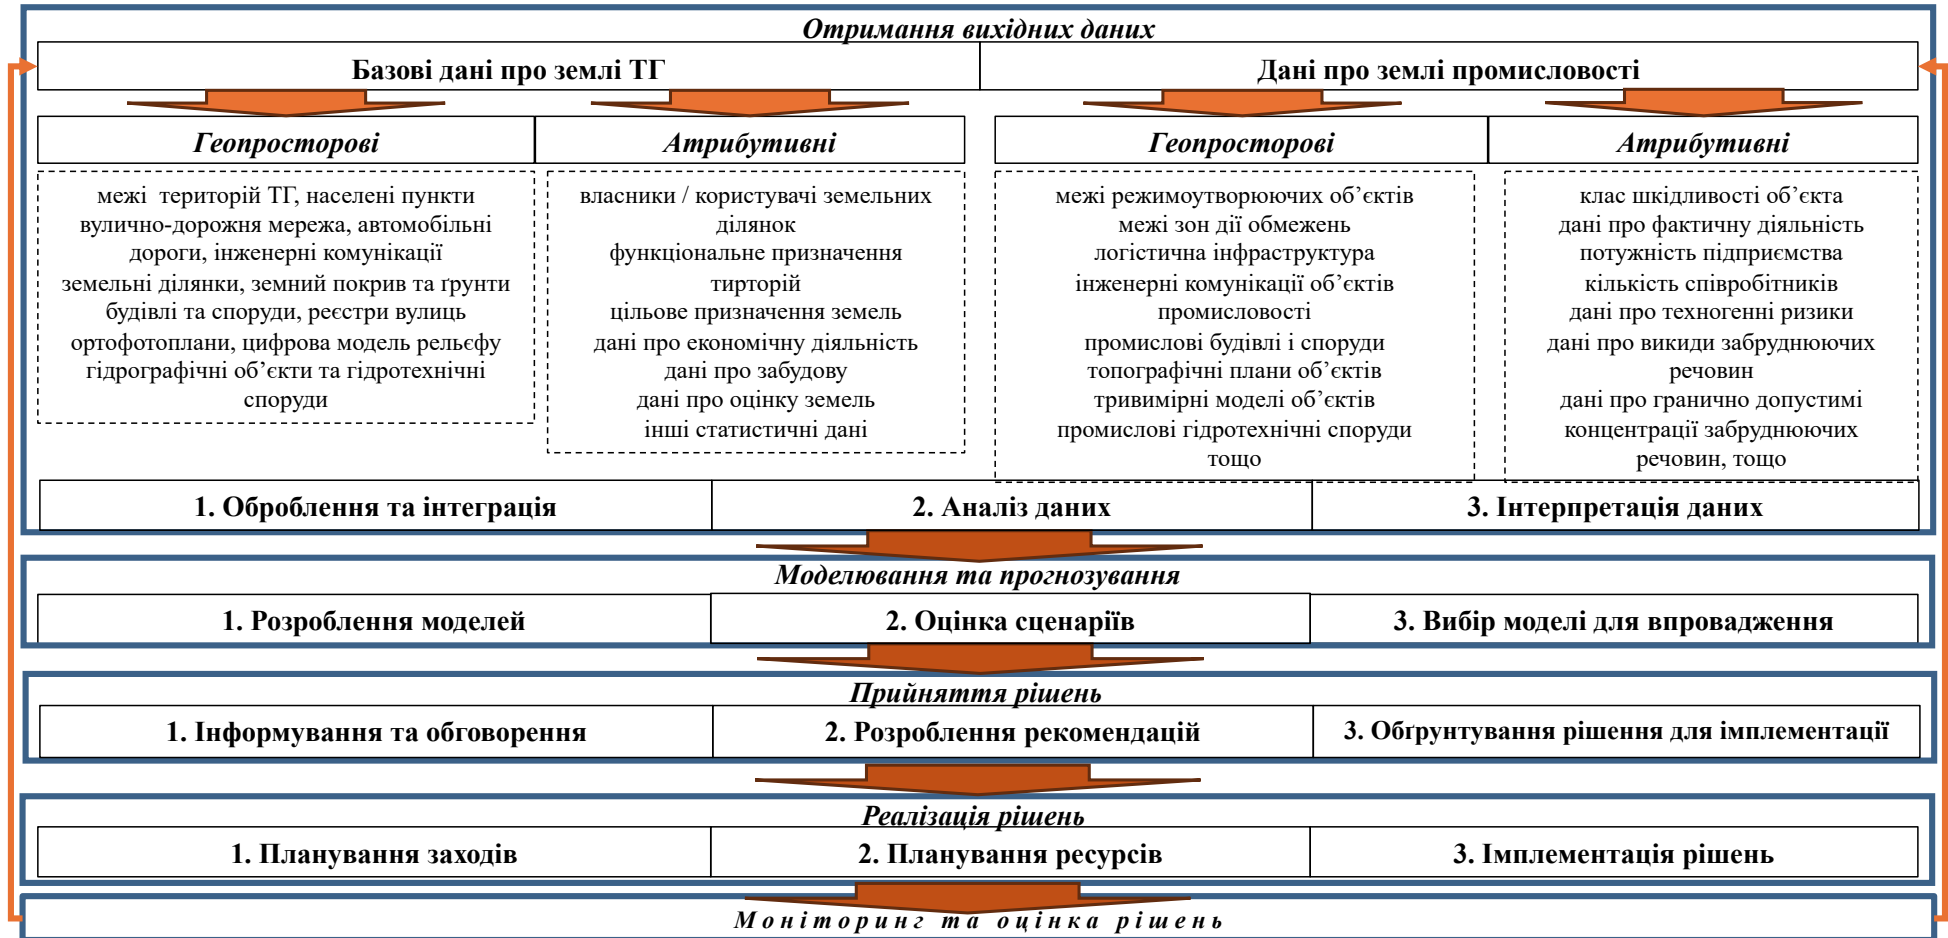 Отримання вихідних даних
Базові дані про землі ТГ
Дані про землі промисловості
Геопросторові
Атрибутивні
Геопросторові
Атрибутивні
межі територій ТГ, населені пункти
вулично-дорожня мережа, автомобільні
дороги, інженерні комунікації
земельні ділянки, земний покрив та ґрунти
будівлі та споруди, реєстри вулиць
ортофотоплани, цифрова модель рельєфу
гідрографічні об’єкти та гідротехнічні
споруди
власники / користувачі земельних
ділянок
функціональне призначення
тирторій
цільове призначення земель
дані про економічну діяльність
дані про забудову
дані про оцінку земель
інші статистичні дані
межі режимоутворюючих об’єктів
межі зон дії обмежень
логістична інфраструктура
інженерні комунікації об’єктів
промисловості
промислові будівлі і споруди
топографічні плани об’єктів
тривимірні моделі об’єктів
промислові гідротехнічні споруди
тощо
клас шкідливості об’єкта
дані про фактичну діяльність
потужність підприємства
кількість співробітників
дані про техногенні ризики
дані про викиди забруднюючих
речовин
дані про гранично допустимі
концентрації забруднюючих
речовин, тощо
1. Оброблення та інтеграція
2. Аналіз даних
3. Інтерпретація даних
Моделювання та прогнозування
1. Розроблення моделей
2. Оцінка сценаріїв
3. Вибір моделі для впровадження
Прийняття рішень
1. Інформування та обговорення
2. Розроблення рекомендацій
3. Обґрунтування рішення для імплементації
Реалізація рішень
1. Планування заходів
2. Планування ресурсів
3. Імплементація рішень
Моніторинг та оцінка рішень